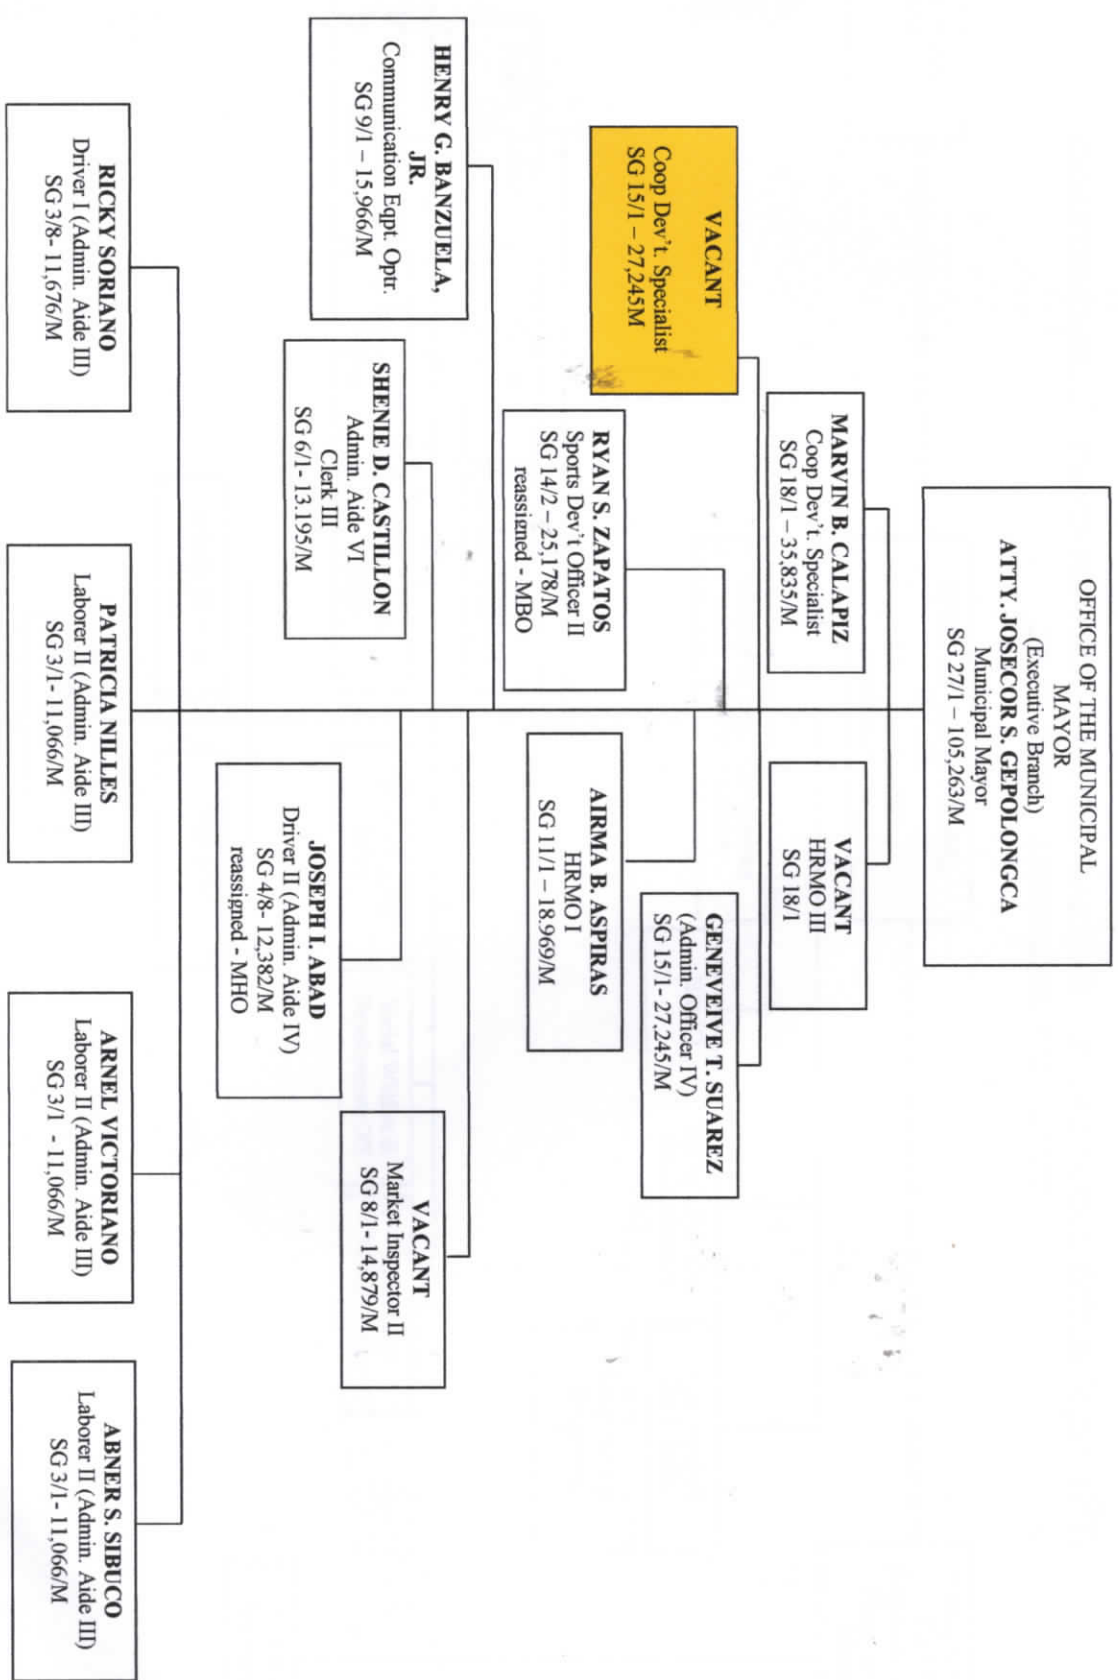 OFFICE OF THE MUNICIPAL
MAYOR
(Executive Branch)
ATTY. JOSECOR S. GEPOLONGCA
Municipal Mayor
SG 27/1 – 105,263/M
MARVIN B. CALAPIZ
Coop Dev't. Specialist
SG 18/1 – 35,835/M
VACANT
HRMO III
SG 18/1
VACANT
Coop Dev't. Specialist
SG 15/1 – 27,245M
GENEVEIVE T. SUAREZ
(Admin. Officer IV)
SG 15/1- 27,245/M
RYAN S. ZAPATOS
Sports Dev't Officer II
SG 14/2 – 25,178/M
reassigned - MBO
AIRMA B. ASPIRAS
HRMO I
SG 11/1 – 18.969/M
HENRY G. BANZUELA,
JR.
Communication Eqpt. Optr.
SG 9/1 – 15,966/M
VACANT
Market Inspector II
SG 8/1- 14,879/M
SHENIE D. CASTILLON
Admin. Aide VI
Clerk III
SG 6/1- 13.195/M
JOSEPH I. ABAD
Driver II (Admin. Aide IV)
SG 4/8- 12,382/M
reassigned - MHO
RICKY SORIANO
Driver I (Admin. Aide III)
SG 3/8- 11,676/M
PATRICIA NILLES
Laborer II (Admin. Aide III)
SG 3/1- 11,066/M
ARNEL VICTORIANO
Laborer II (Admin. Aide III)
SG 3/1 - 11,066/M
ABNER S. SIBUCO
Laborer II (Admin. Aide III)
SG 3/1- 11,066/M